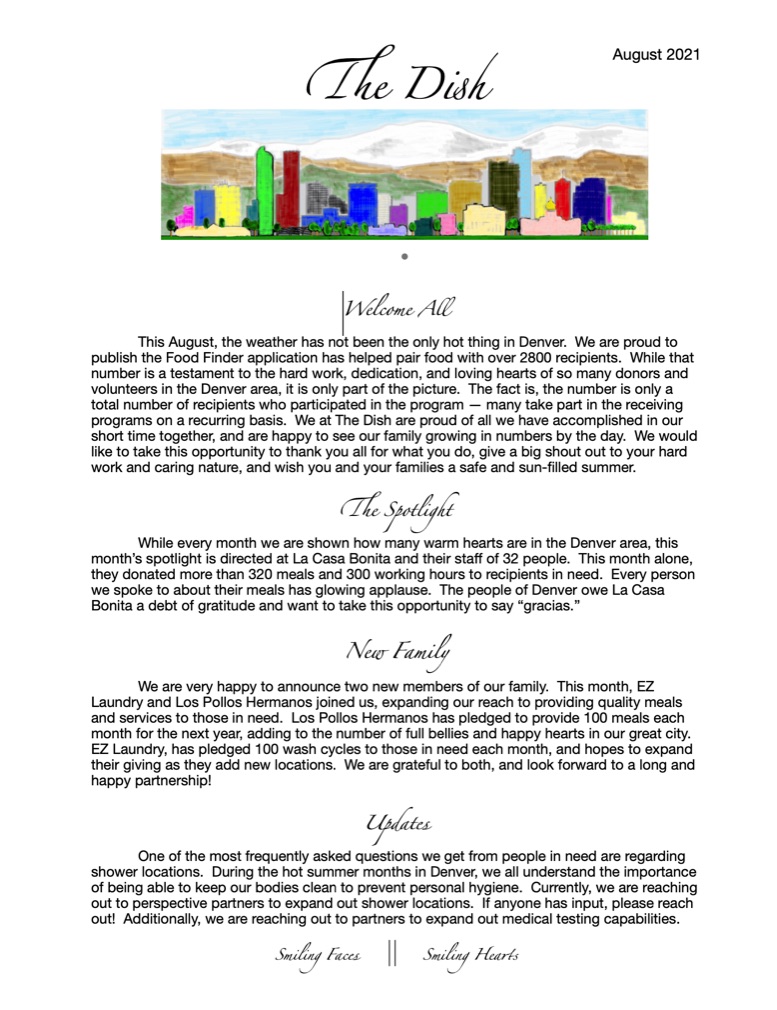 August 2021
The Dish
Welcome All
This August, the weather has not been the only hot thing in Denver.  We are proud to
publish the Food Finder application has helped pair food with over 2800 recipients.  While that
number is a testament to the hard work, dedication, and loving hearts of so many donors and
volunteers in the Denver area, it is only part of the picture.  The fact is, the number is only a
total number of recipients who participated in the program — many take part in the receiving
programs on a recurring basis.  We at The Dish are proud of all we have accomplished in our
short time together, and are happy to see our family growing in numbers by the day.  We would
like to take this opportunity to thank you all for what you do, give a big shout out to your hard
work and caring nature, and wish you and your families a safe and sun-filled summer.
The Spotlight
While every month we are shown how many warm hearts are in the Denver area, this
month's spotlight is directed at La Casa Bonita and their staff of 32 people.  This month alone,
they donated more than 320 meals and 300 working hours to recipients in need.  Every person
we spoke to about their meals has glowing applause.  The people of Denver owe La Casa
Bonita a debt of gratitude and want to take this opportunity to say “gracias.”
New Family
We are very happy to announce two new members of our family.  This month, EZ
Laundry and Los Pollos Hermanos joined us, expanding our reach to providing quality meals
and services to those in need.  Los Pollos Hermanos has pledged to provide 100 meals each
month for the next year, adding to the number of full bellies and happy hearts in our great city.
EZ Laundry, has pledged 100 wash cycles to those in need each month, and hopes to expand
their giving as they add new locations.  We are grateful to both, and look forward to a long and
happy partnership!
Updates
One of the most frequently asked questions we get from people in need are regarding
shower locations.  During the hot summer months in Denver, we all understand the importance
of being able to keep our bodies clean to prevent personal hygiene.  Currently, we are reaching
out to perspective partners to expand out shower locations.  If anyone has input, please reach
out!  Additionally, we are reaching out to partners to expand out medical testing capabilities.
Smiling Faces || Smiling Hearts